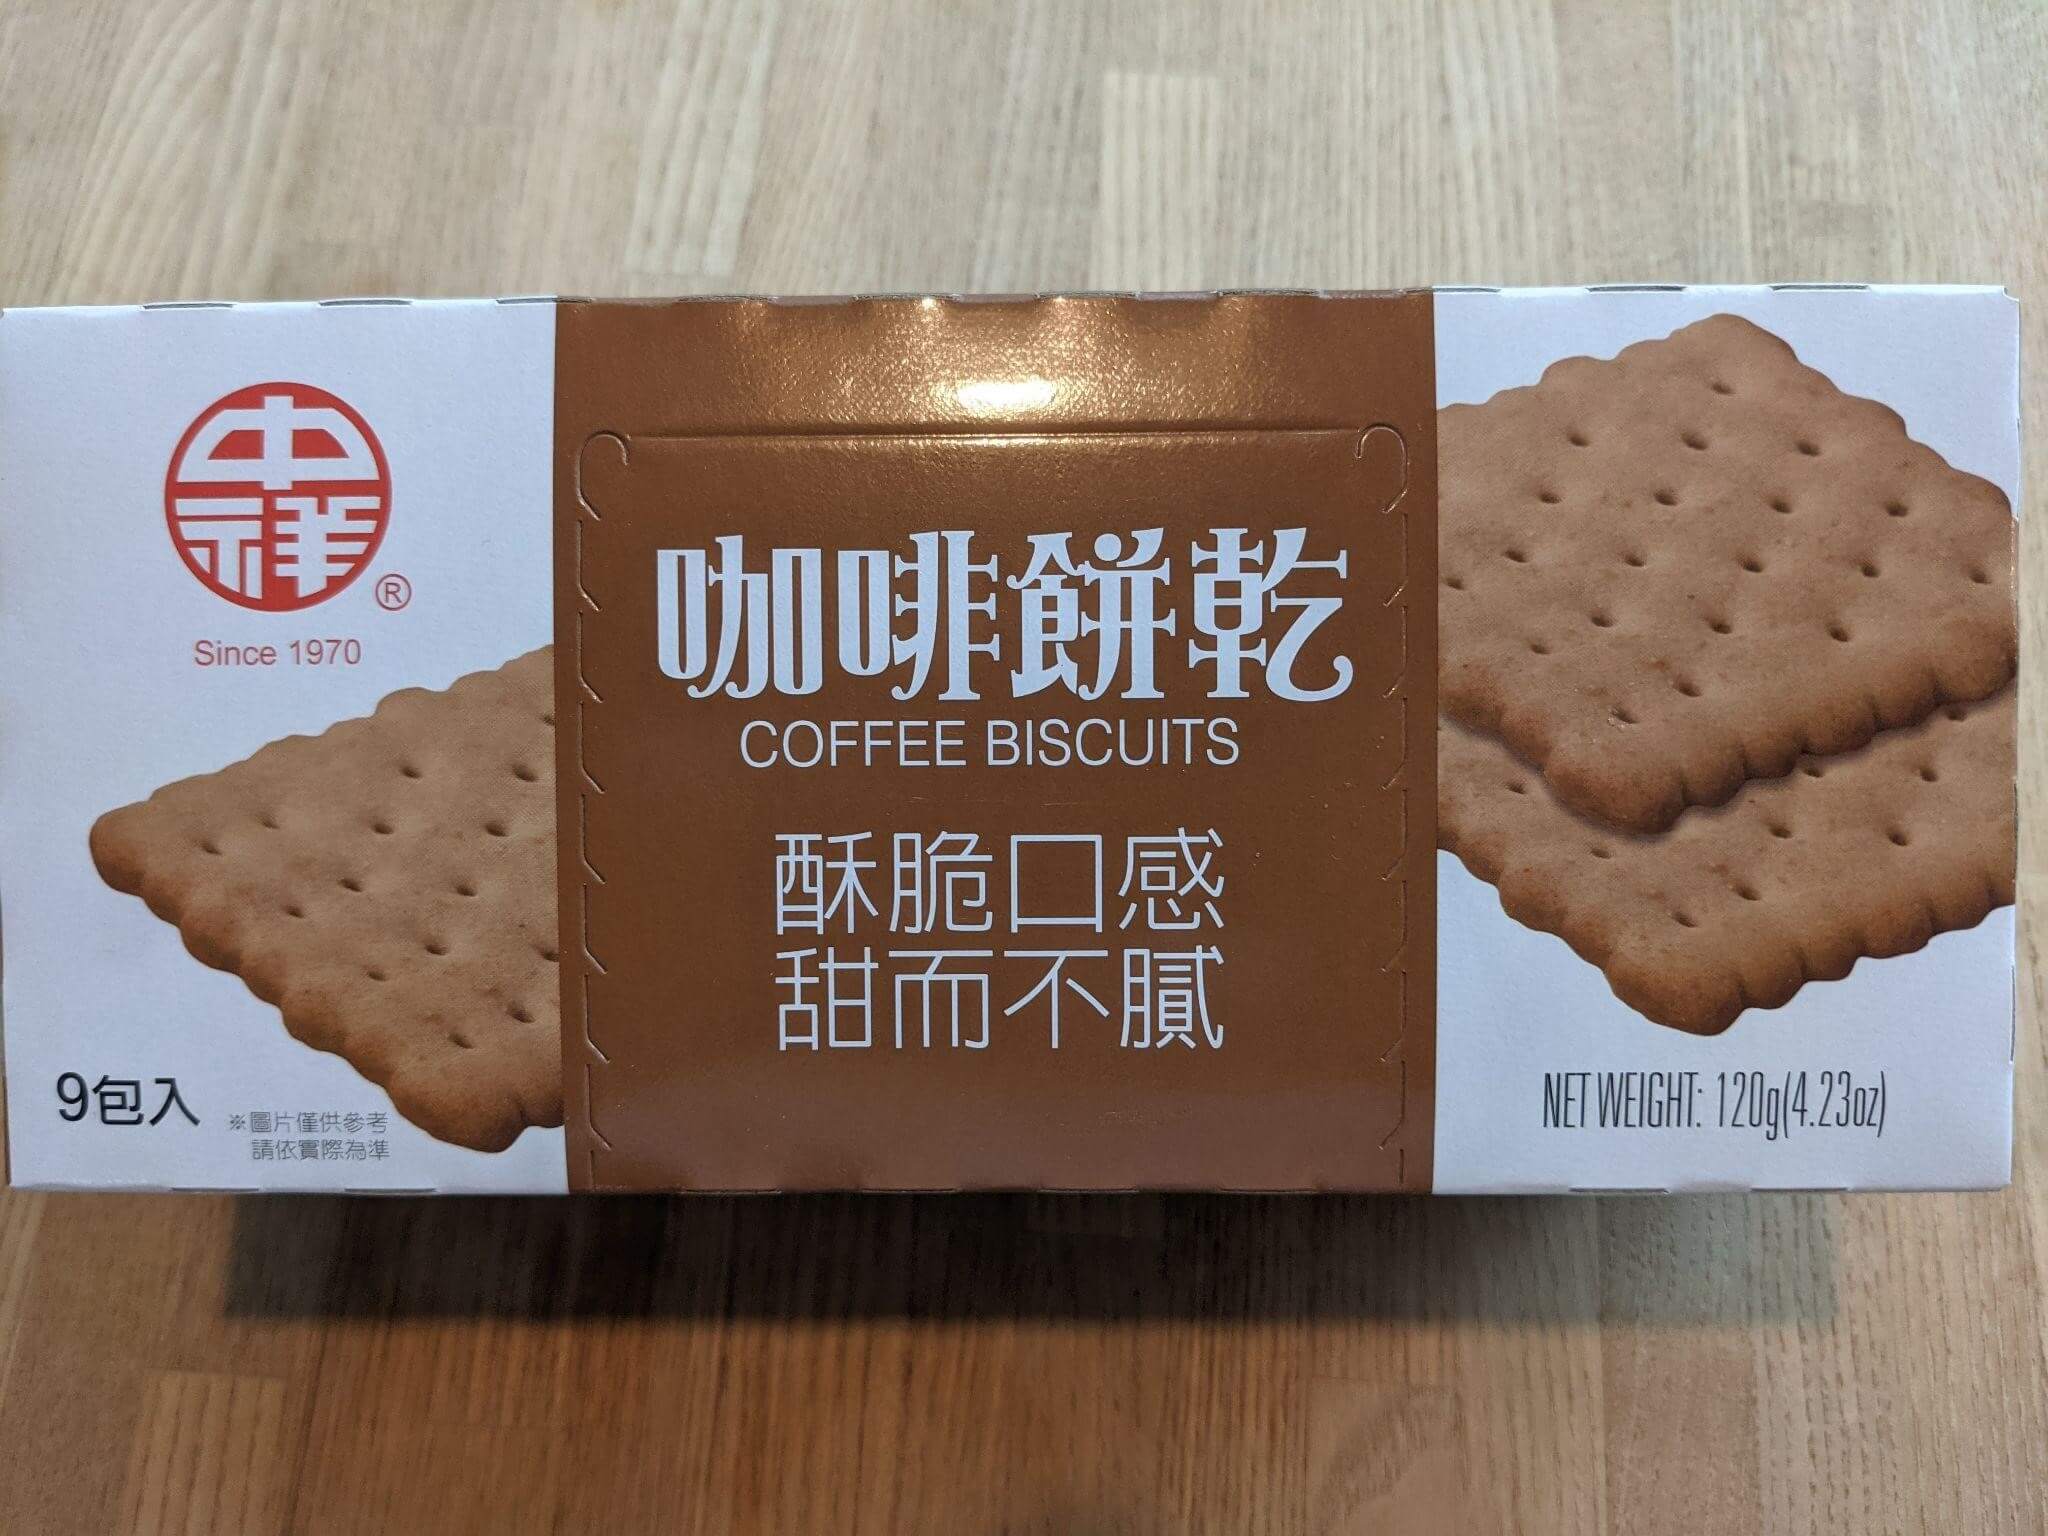 中祥
®
Since 1970
咖啡餅乾
COFFEE BISCUITS
酥脆口感
甜而不膩
9包入
※圖片僅供參考
請依實際為準
NET WEIGHT: 120g(4.23oz)